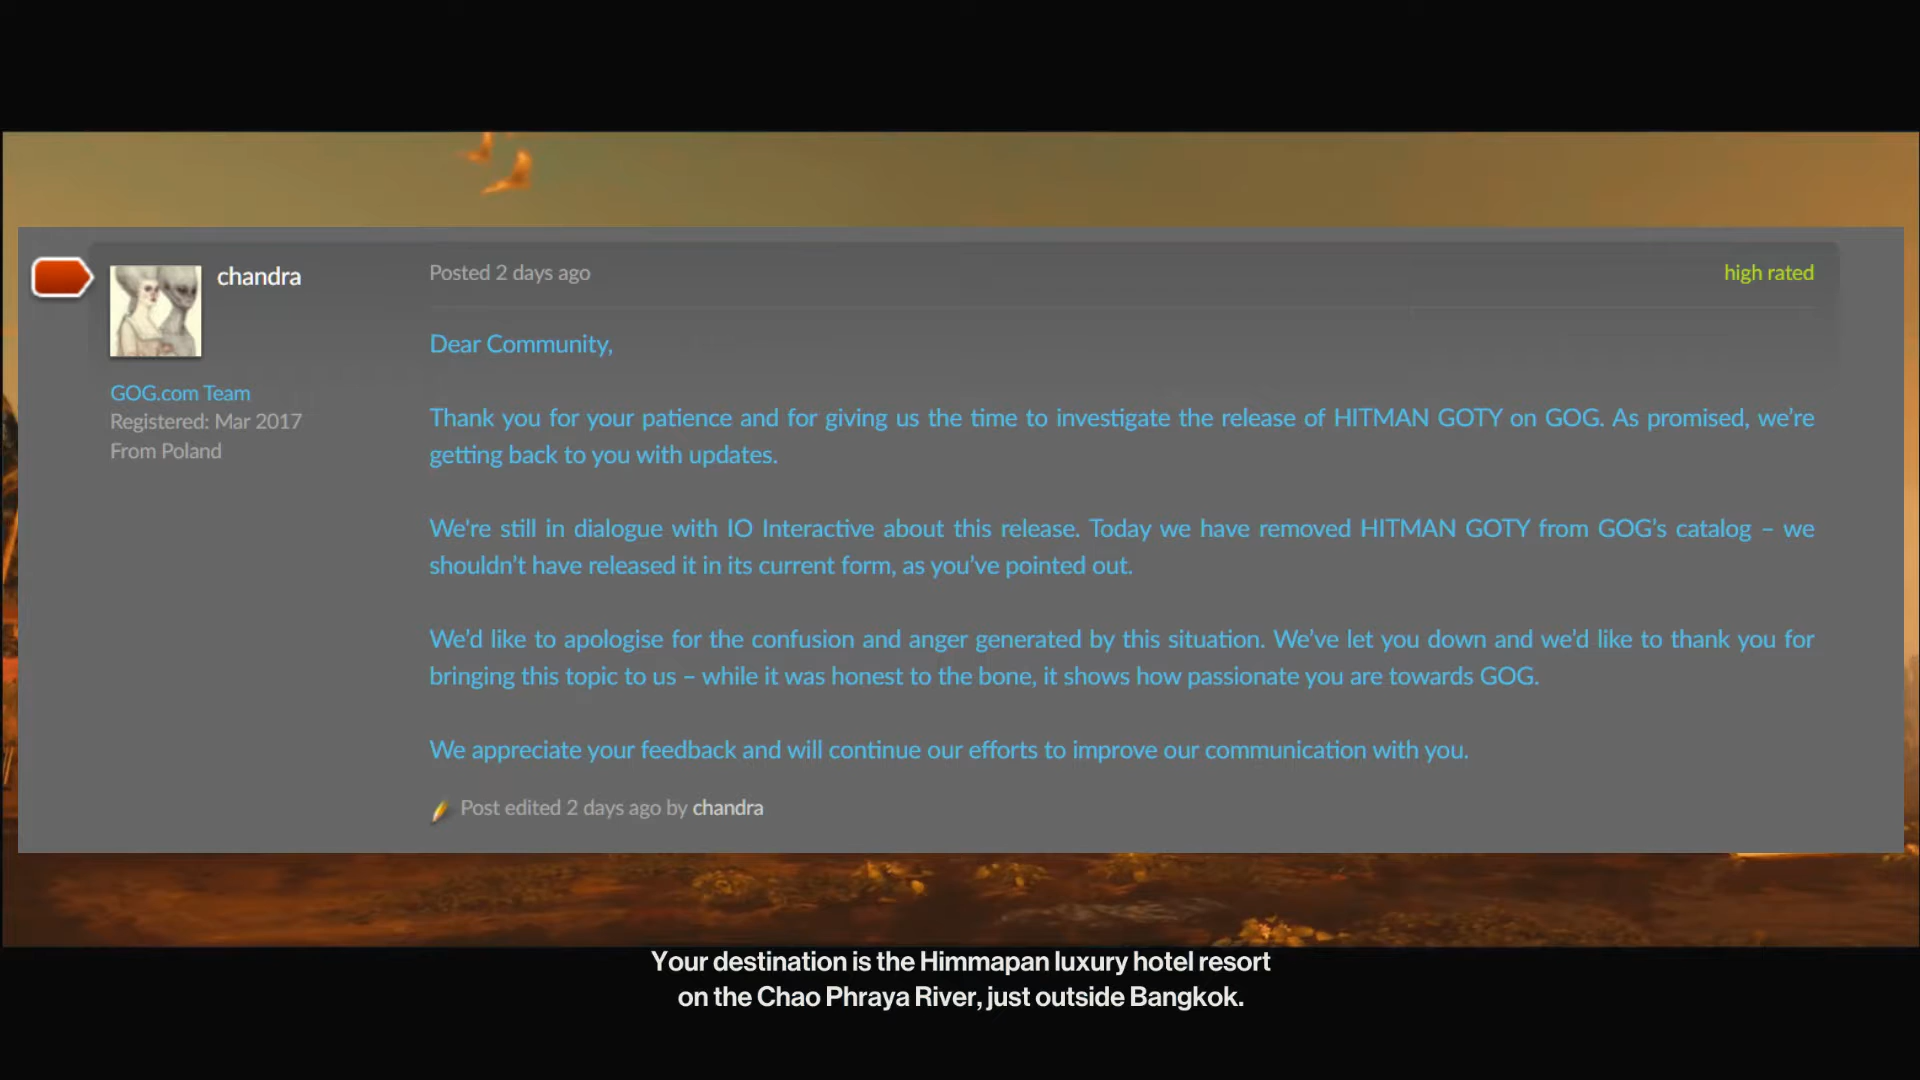 chandra
GOG.com Team
Registered: Mar 2017
From Poland
Posted 2 days ago
high rated
Dear Community,
Thank you for your patience and for giving us the time to investigate the release of HITMAN GOTY on GOG. As promised, we’re
getting back to you with updates.
We're still in dialogue with IO Interactive about this release. Today we have removed HITMAN GOTY from GOG’s catalog – we
shouldn’t have released it in its current form, as you’ve pointed out.
We’d like to apologise for the confusion and anger generated by this situation. We’ve let you down and we’d like to thank you for
bringing this topic to us – while it was honest to the bone, it shows how passionate you are towards GOG.
We appreciate your feedback and will continue our efforts to improve our communication with you.
Post edited 2 days ago by chandra
Your destination is the Himmapan luxury hotel resort
on the Chao Phraya River, just outside Bangkok.